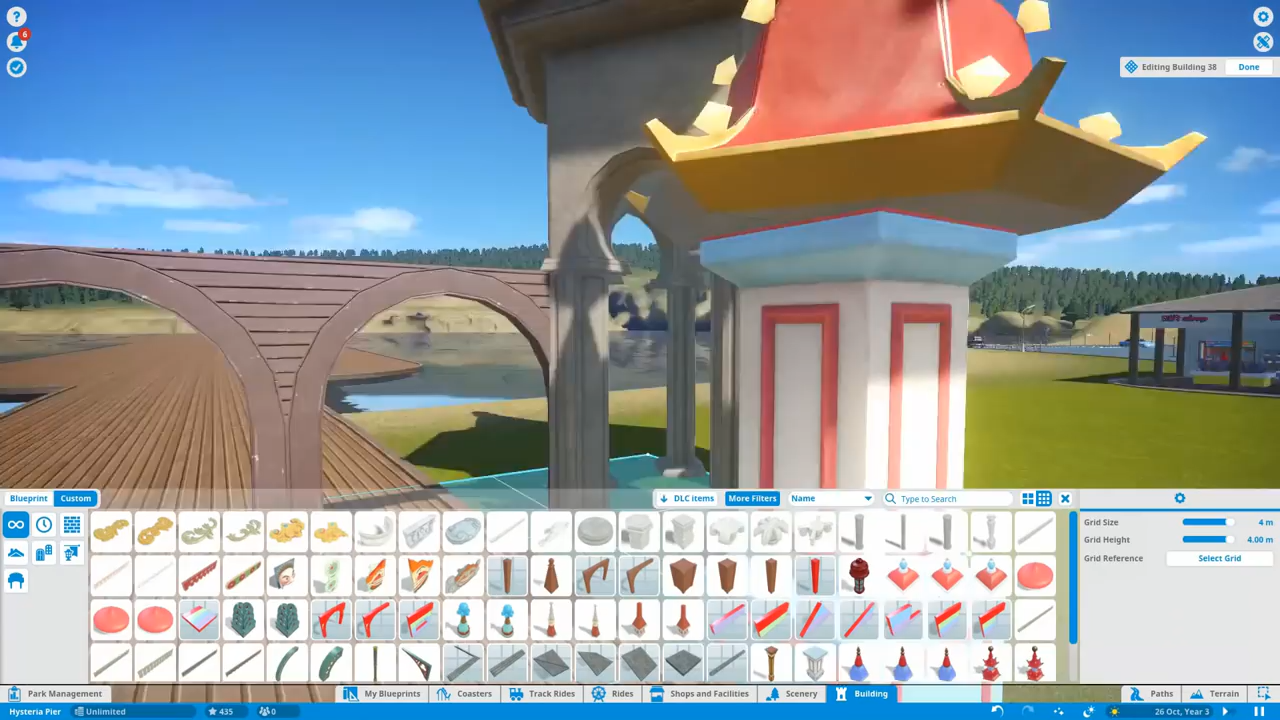 6
Editing Building 38
Done
Blueprint
Custom
DLC items
More Filters
Name
Type to Search
Grid Size
4 m
Grid Height
4.00 m
Grid Reference
Select Grid
Park Management
My Blueprints
Coasters
Track Rides
Rides
Shops and Facilities
Scenery
Building
Paths
Terrain
Hysteria Pier
Unlimited
435
0
26 Oct, Year 3